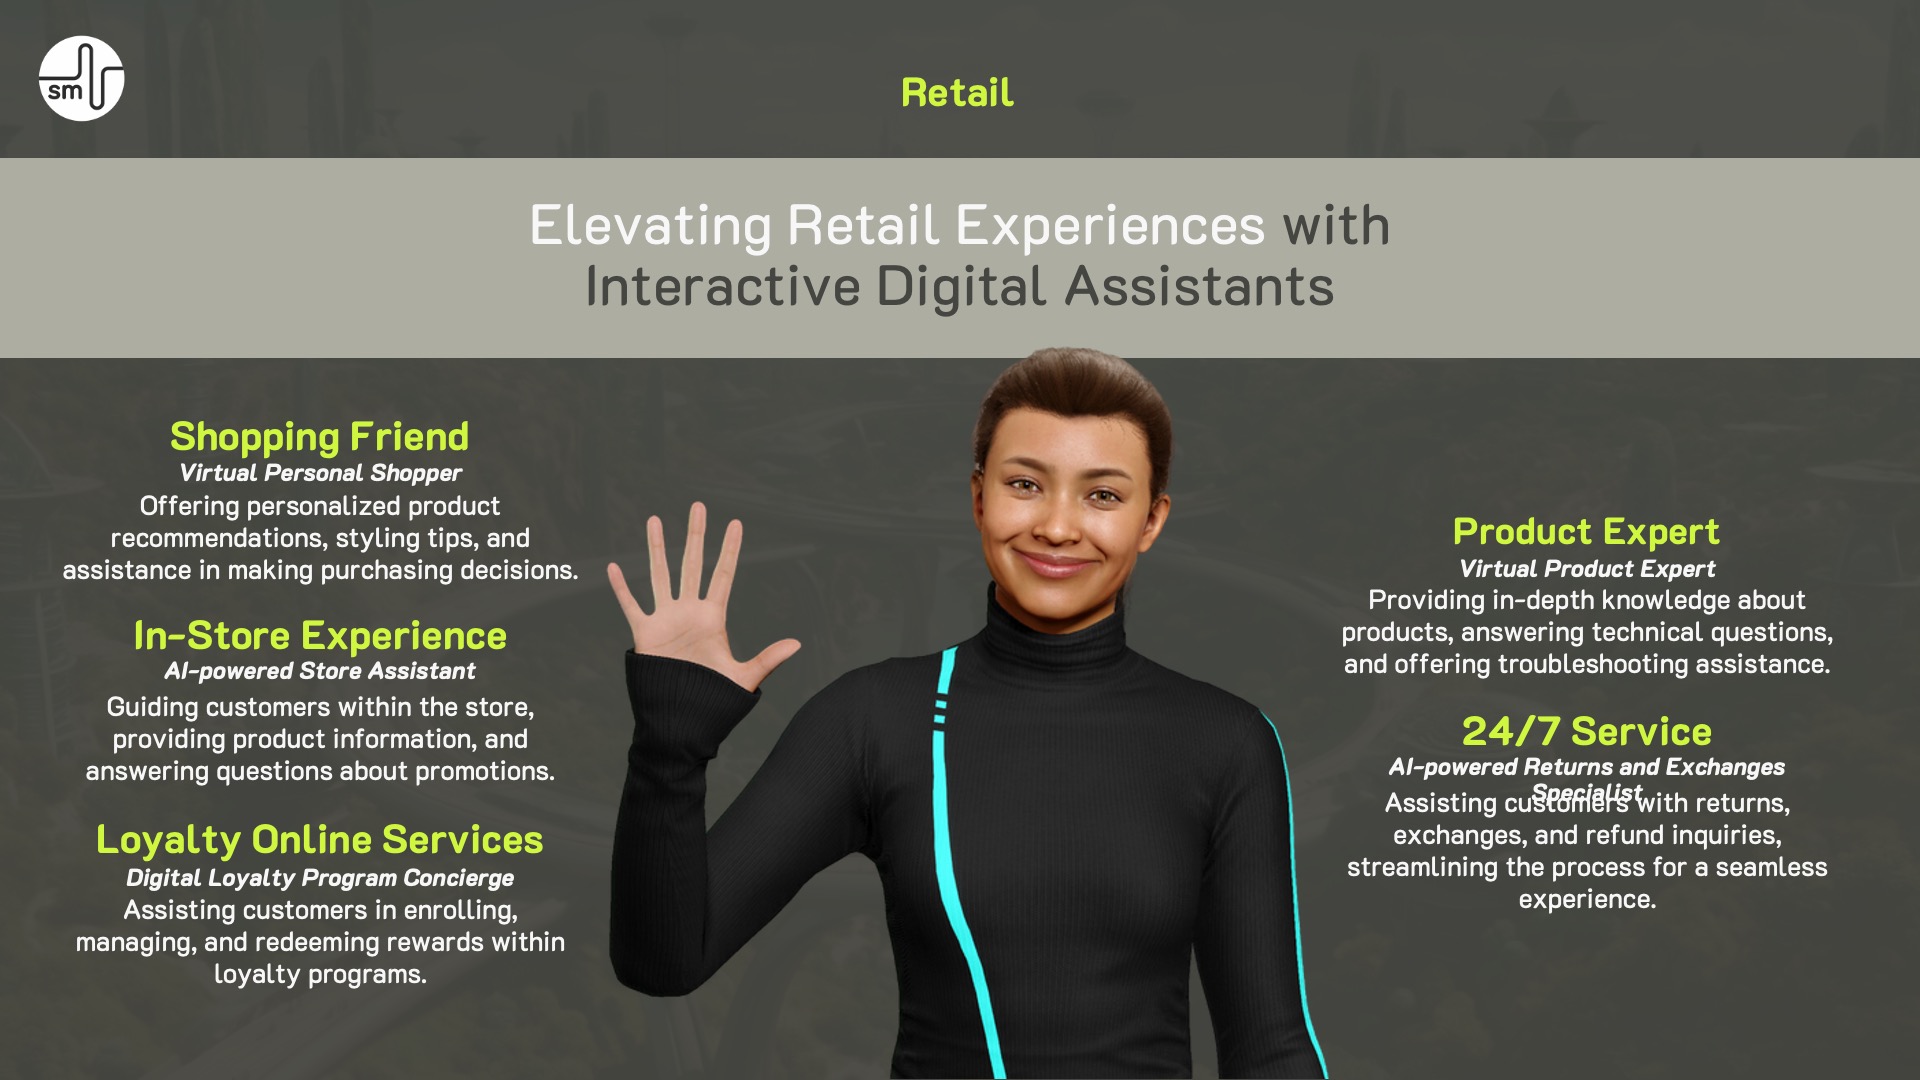 sm
Retail
Elevating Retail Experiences with
Interactive Digital Assistants
Shopping Friend
Virtual Personal Shopper
Offering personalized product
recommendations, styling tips, and
assistance in making purchasing decisions.
In-Store Experience
AI-powered Store Assistant
Guiding customers within the store,
providing product information, and
answering questions about promotions.
Loyalty Online Services
Digital Loyalty Program Concierge
Assisting customers in enrolling,
managing, and redeeming rewards within
loyalty programs.
Product Expert
Virtual Product Expert
Providing in-depth knowledge about
products, answering technical questions,
and offering troubleshooting assistance.
24/7 Service
AI-powered Returns and Exchanges
Specialist
Assisting customers with returns,
exchanges, and refund inquiries,
streamlining the process for a seamless
experience.